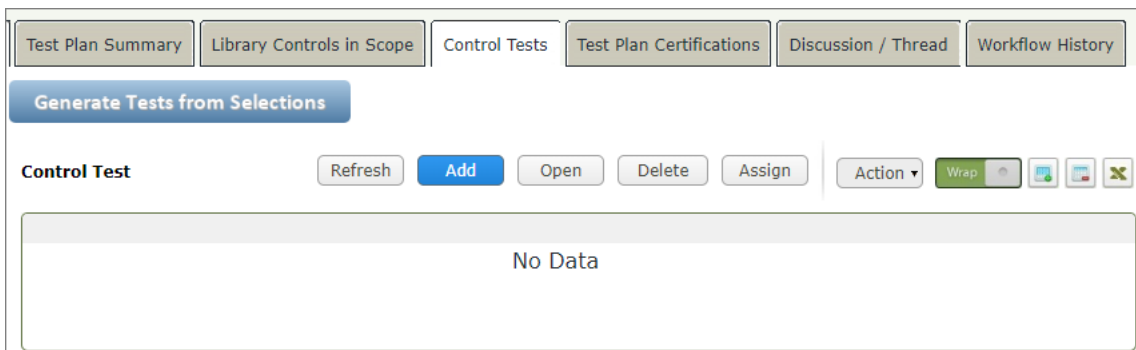 Test Plan Summary Library Controls in Scope Control Tests Test Plan Certifications Discussion / Thread Workflow History
Generate Tests from Selections
Control Test Refresh Add Open Delete Assign Action Wrap
No Data